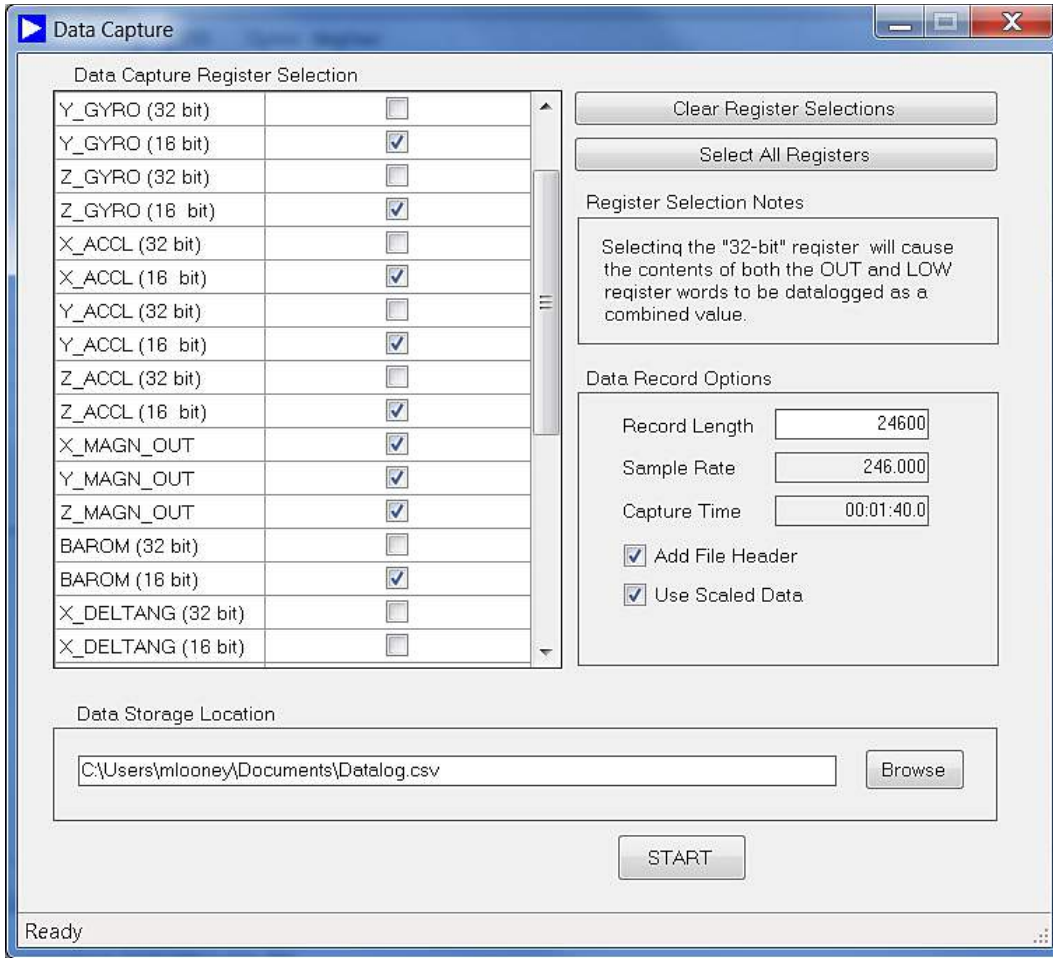 Data Capture
Data Capture Register Selection
Y_GYRO (32 bit)
Y_GYRO (16 bit)
Z_GYRO (32 bit)
Z_GYRO (16  bit)
X_ACCL (32 bit)
X_ACCL (16  bit)
Y_ACCL (32 bit)
Y_ACCL (16  bit)
Z_ACCL (32 bit)
Z_ACCL (16  bit)
X_MAGN_OUT
Y_MAGN_OUT
Z_MAGN_OUT
BAROM (32 bit)
BAROM (16 bit)
X_DELTANG (32 bit)
X_DELTANG (16 bit)
Clear Register Selections
Select All Registers
Register Selection Notes
Selecting the "32-bit" register  will cause
the contents of both the OUT and LOW
register words to be datalogged as a
combined value.
Data Record Options
Record Length 24600
Sample Rate 246.000
Capture Time 00:01:40.0
Add File Header
Use Scaled Data
Data Storage Location
C:\Users\mlooney\Documents\Datalog.csv
Browse
START
Ready